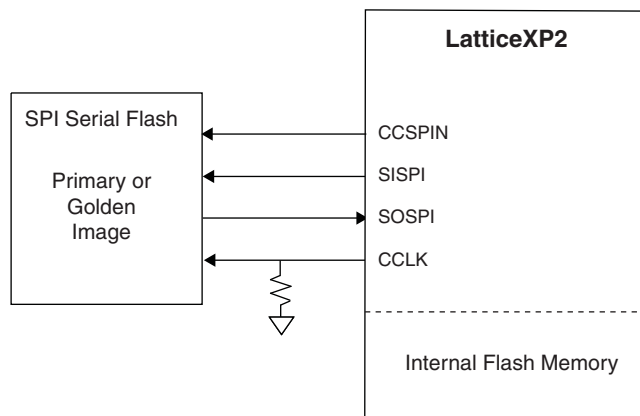 LatticeXP2
SPI Serial Flash
Primary or
Golden
Image
CCSPIN
SISPI
SOSPI
CCLK
Internal Flash Memory